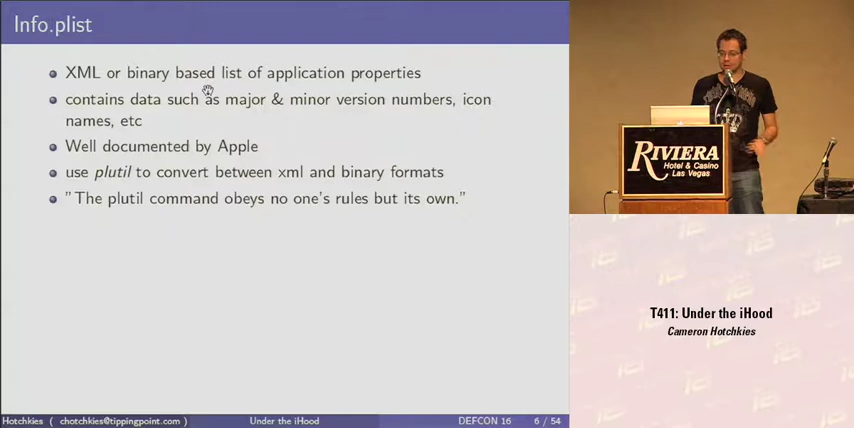 Info.plist
XML or binary based list of application properties
contains data such as major & minor version numbers, icon
names, etc
Well documented by Apple
use plutil to convert between xml and binary formats
"The plutil command obeys no one's rules but its own."
Hotchkies ( chotchkies@tippingpoint.com )
Under the iHood
DEFCON 16
6 / 54
RIVIERA
Hotel & Casino
Las Vegas
T411: Under the iHood
Cameron Hotchkies